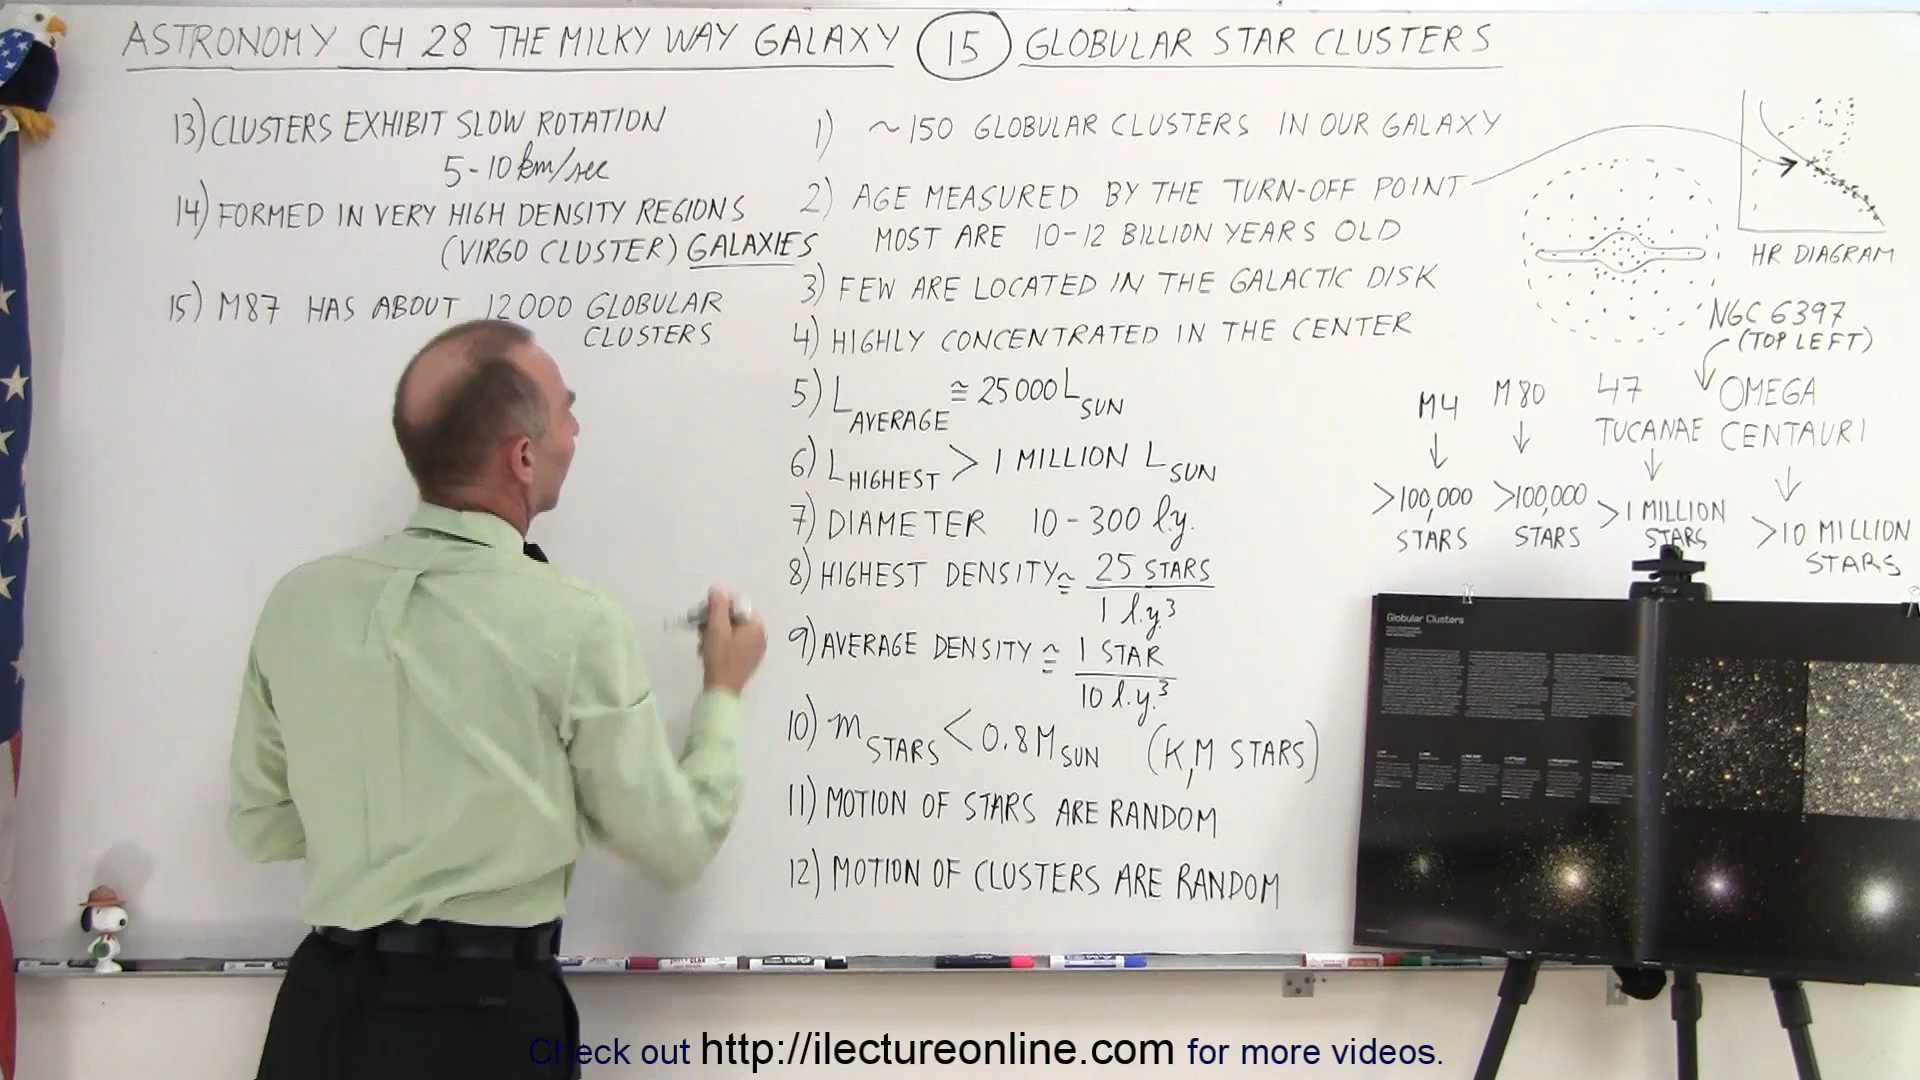 ASTRONOMY CH 28 THE MILKY WAY GALAXY 15 GLOBULAR STAR CLUSTERS
13) CLUSTERS EXHIBIT SLOW ROTATION
5-10 km/sec
14) FORMED IN VERY HIGH DENSITY REGIONS
(VIRGO CLUSTER) GALAXIES
15) M87 HAS ABOUT 12000 GLOBULAR
CLUSTERS
1) ~150 GLOBULAR CLUSTERS IN OUR GALAXY
2) AGE MEASURED BY THE TURN-OFF POINT
MOST ARE 10-12 BILLION YEARS OLD
3) FEW ARE LOCATED IN THE GALACTIC DISK
4) HIGHLY CONCENTRATED IN THE CENTER
5) L AVERAGE ≅ 25000 L SUN
6) L HIGHEST > 1 MILLION L SUN
7) DIAMETER 10-300 l.y.
8) HIGHEST DENSITY ≅ 25 STARS
1 l.y.³
9) AVERAGE DENSITY ≅ 1 STAR
10 l.y.³
10) m STARS < 0.8 M SUN (K,M STARS)
11) MOTION OF STARS ARE RANDOM
12) MOTION OF CLUSTERS ARE RANDOM
HR DIAGRAM
NGC 6397
(TOP LEFT)
M4
>100,000
STARS
M80
>100,000
STARS
47
TUCANAE
>1 MILLION
STARS
OMEGA
CENTAURI
>10 MILLION
STARS
Globular Clusters
Check out http://ilectureonline.com for more videos.